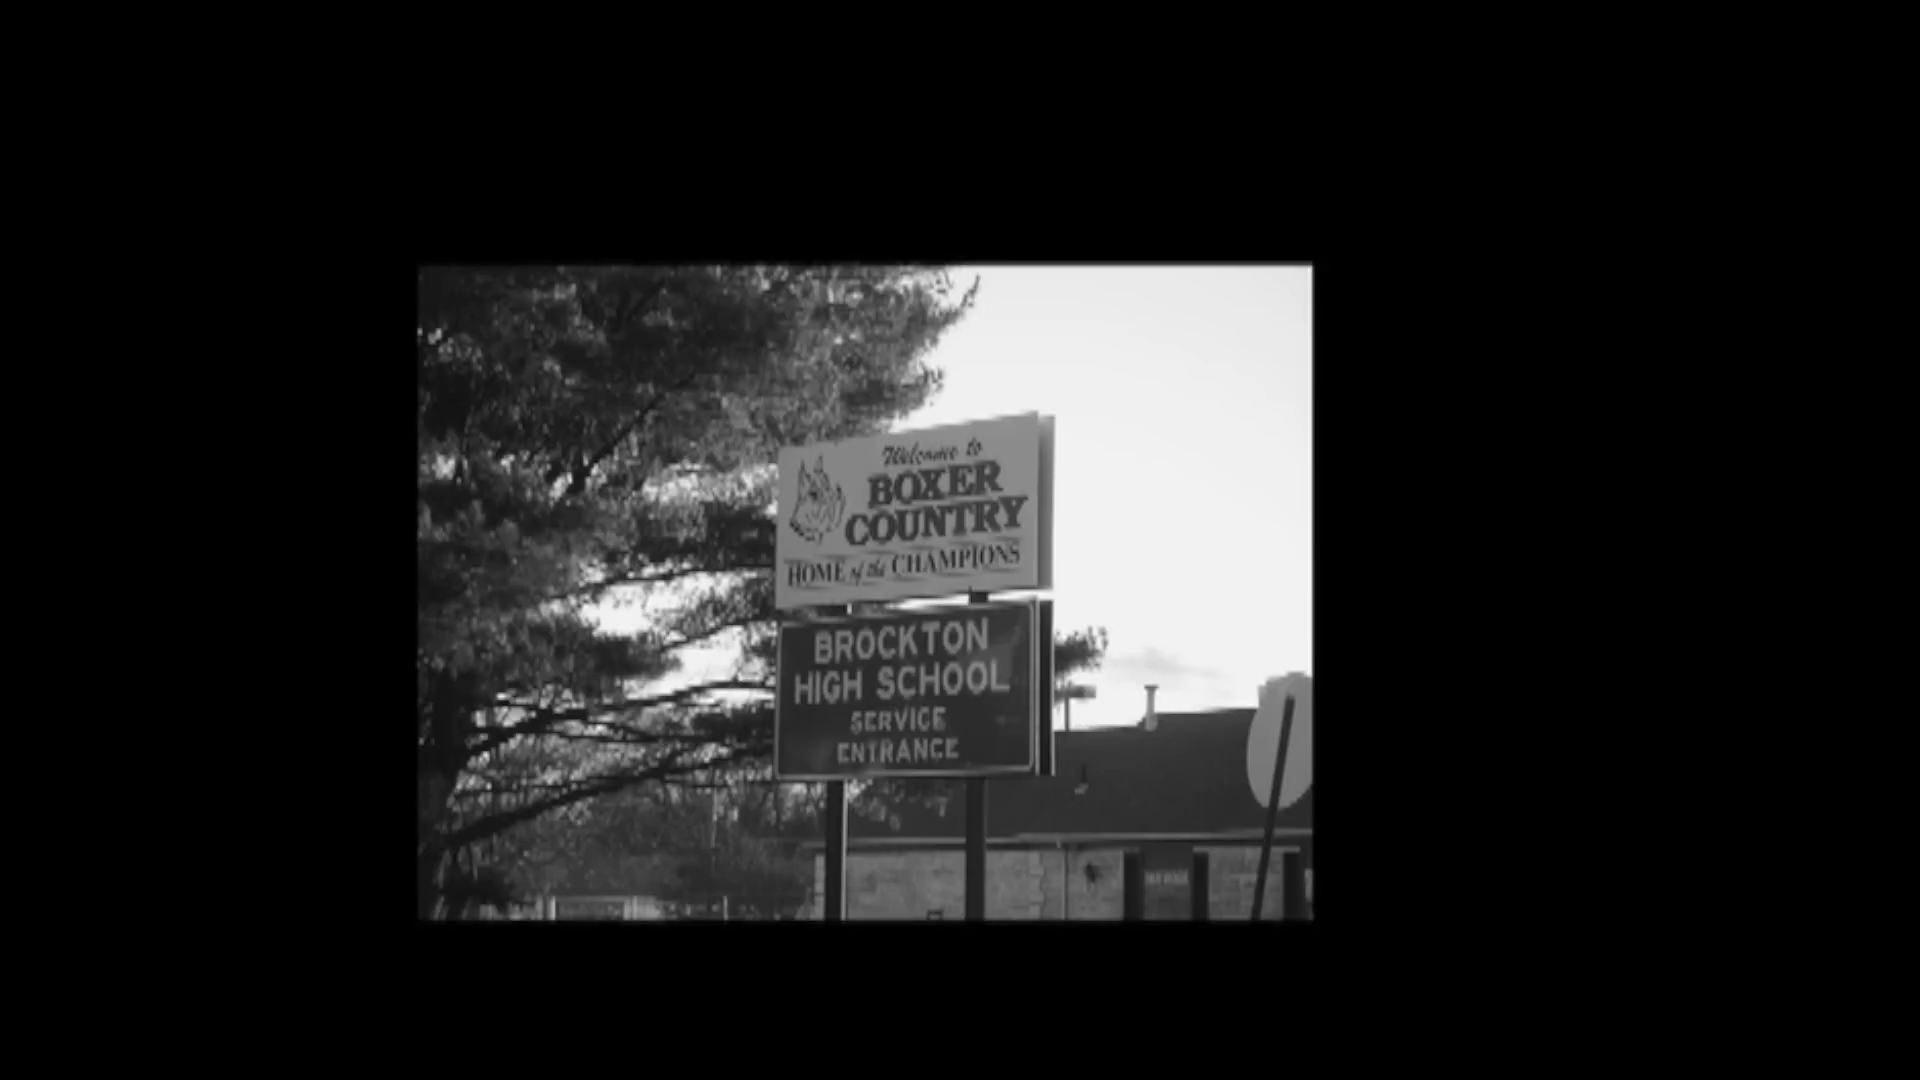 Welcome to
BOXER
COUNTRY
HOME of the CHAMPIONS
BROCKTON
HIGH SCHOOL
SERVICE
ENTRANCE